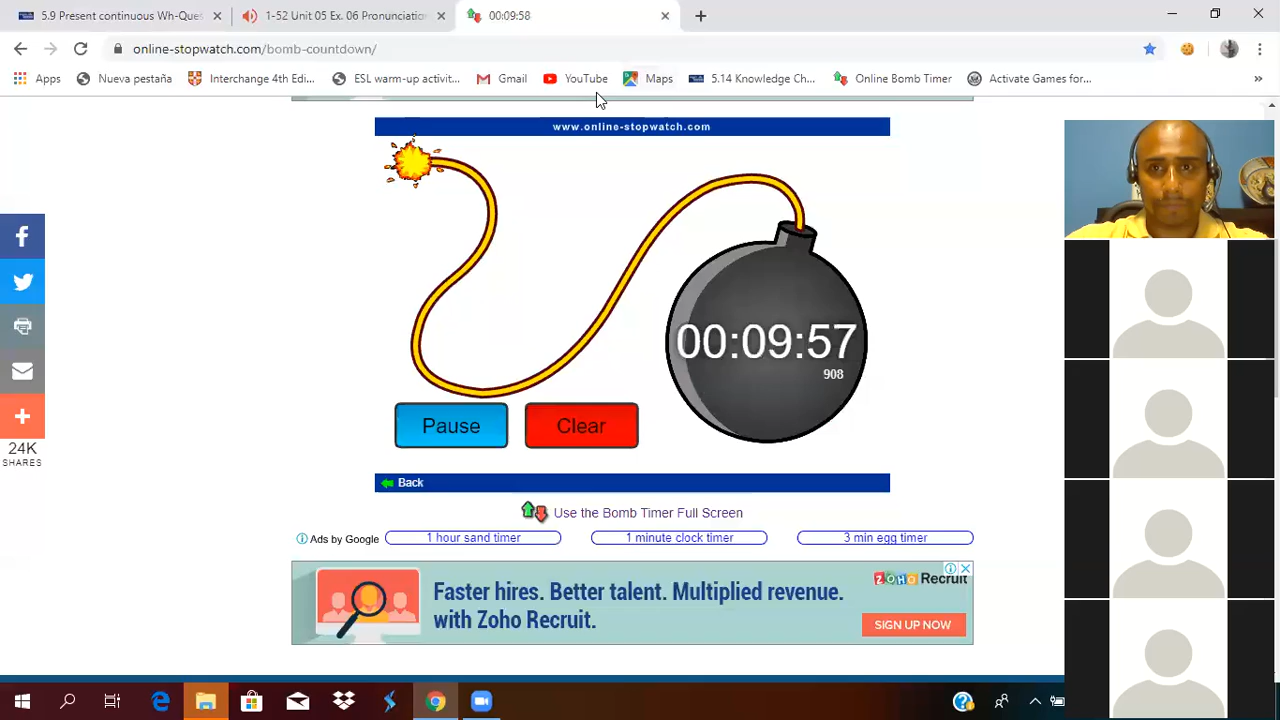 5.9 Present continuous Wh-Ques
1-52 Unit 05 Ex. 06 Pronunciation
00:09:58
online-stopwatch.com/bomb-countdown/
Apps
Nueva pestaña
Interchange 4th Edi...
ESL warm-up activit...
Gmail
YouTube
Maps
5.14 Knowledge Ch...
Online Bomb Timer
Activate Games for...
www.online-stopwatch.com
00:09:57
908
Pause
Clear
Back
Use the Bomb Timer Full Screen
Ads by Google
1 hour sand timer
1 minute clock timer
3 min egg timer
Faster hires. Better talent. Multiplied revenue.
with Zoho Recruit.
ZOHO Recruit
SIGN UP NOW
24K
SHARES